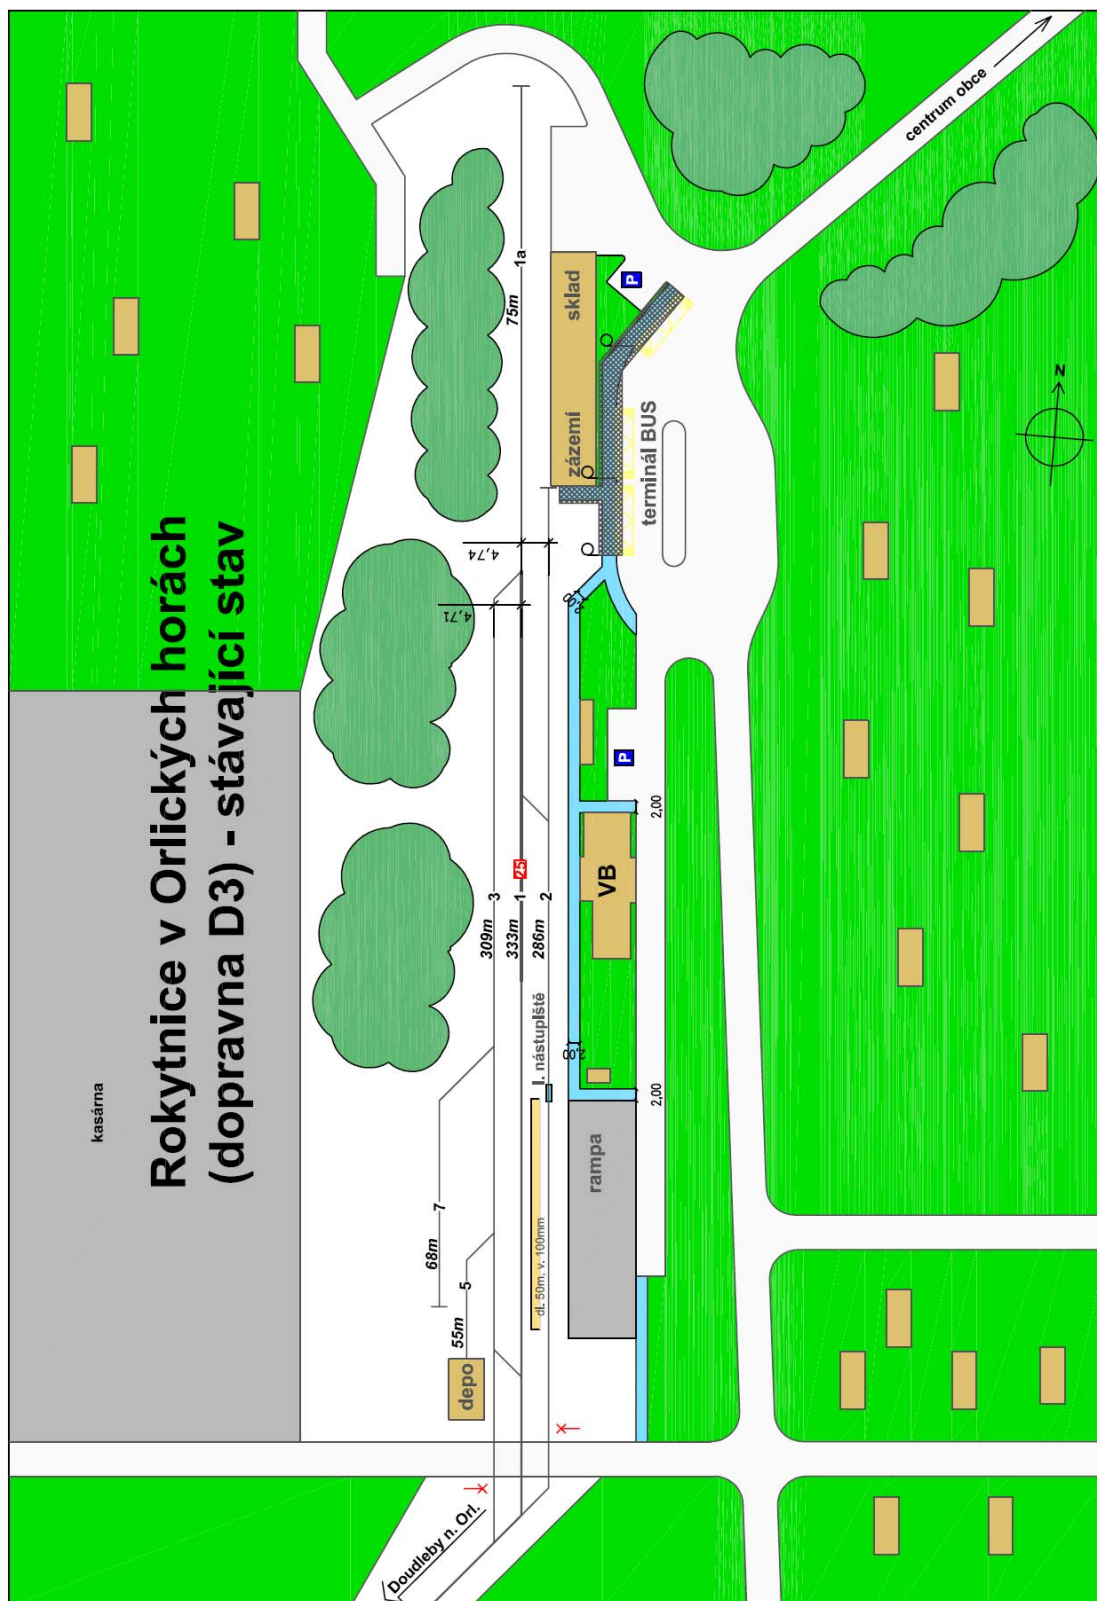 Rokytnice v Orlických horách
(dopravna D3) - stávající stav
kasárna
centrum obce
N
75m
1a
sklad
zázemí
P
terminál BUS
4,74
4,71
2,00
P
2,00
VB
25
3
1
2
309m
333m
286m
I. nástupiště
2,00
2,00
rampa
dl. 50m, v. 100mm
7
68m
5
55m
depo
Doudleby n. Orl.